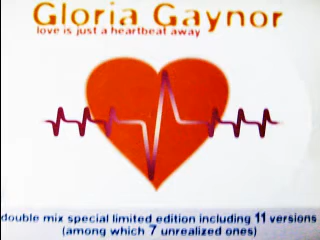 Gloria Gaynor
love is just a heartbeat away
double mix special limited edition including 11 versions
(among which 7 unrealized ones)